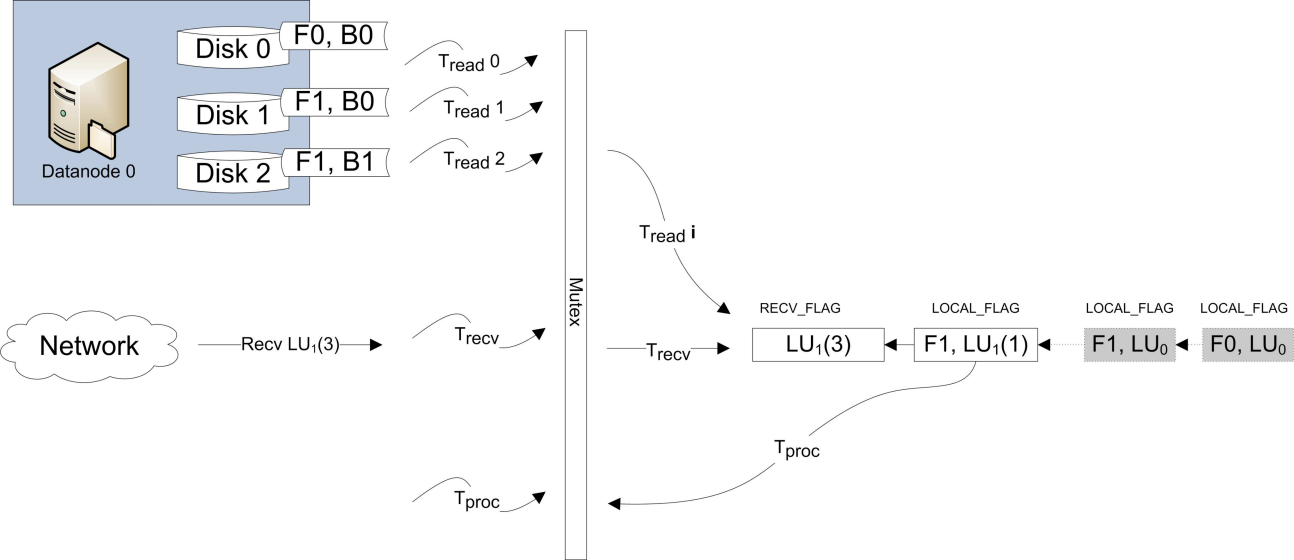 Disk 0
F0, B0
Tread 0
Disk 1
F1, B0
Tread 1
Disk 2
F1, B1
Tread 2
Datanode 0
Mutex
Tread i
Network
Recv LU₁(3)
Trecv
Trecv
RECV_FLAG
LOCAL_FLAG
LOCAL_FLAG
LOCAL_FLAG
LU₁(3)
F1, LU₁(1)
F1, LU₀
F0, LU₀
Tproc
Tproc